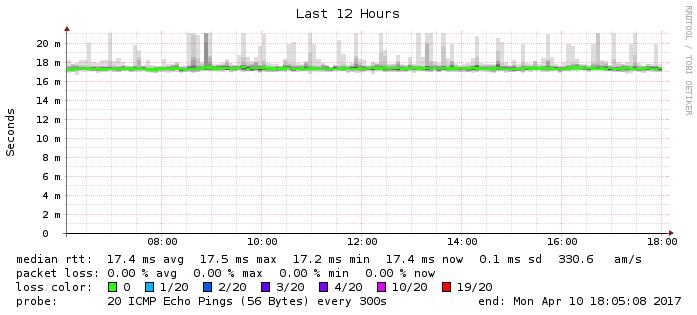 Last 12 Hours
RRDTOOL / TOBI OETIKER
Seconds
20 m
18 m
16 m
14 m
12 m
10 m
8 m
6 m
4 m
2 m
0
08:00 10:00 12:00 14:00 16:00 18:00
median rtt: 17.4 ms avg 17.5 ms max 17.2 ms min 17.4 ms now 0.1 ms sd 330.6 am/s
packet loss: 0.00 % avg 0.00 % max 0.00 % min 0.00 % now
loss color: 0 1/20 2/20 3/20 4/20 10/20 19/20
probe: 20 ICMP Echo Pings (56 Bytes) every 300s end: Mon Apr 10 18:05:08 2017